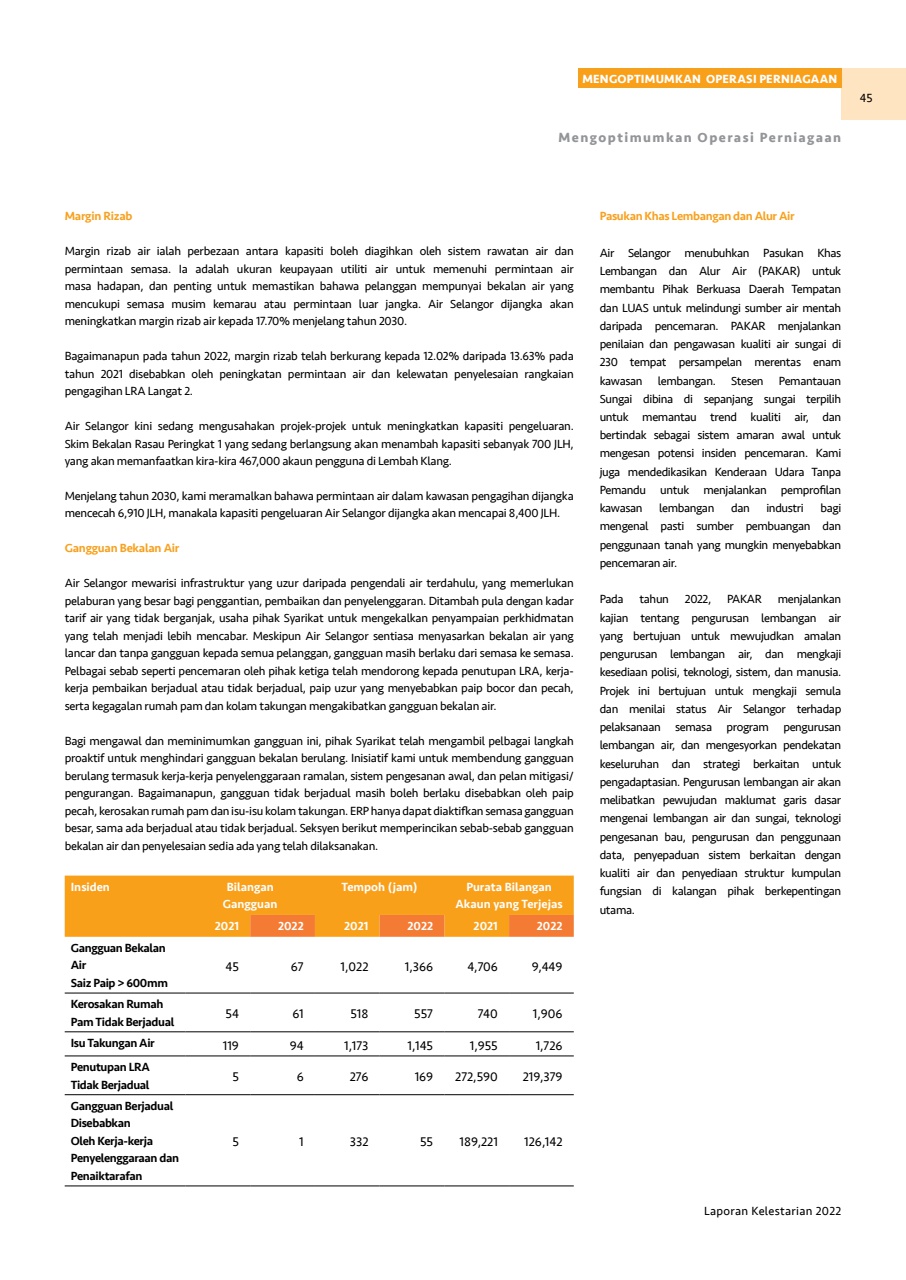 MENGOPTIMUMKAN OPERASI PERNIAGAAN
45
Mengoptimumkan Operasi Perniagaan
Margin Rizab
Margin rizab air ialah perbezaan antara kapasiti boleh diagihkan oleh sistem rawatan air dan
permintaan semasa. Ia adalah ukuran keupayaan utiliti air untuk memenuhi permintaan air
masa hadapan, dan penting untuk memastikan bahawa pelanggan mempunyai bekalan air yang
mencukupi semasa musim kemarau atau permintaan luar jangka. Air Selangor dijangka akan
meningkatkan margin rizab air kepada 17.70% menjelang tahun 2030.
Bagaimanapun pada tahun 2022, margin rizab telah berkurang kepada 12.02% daripada 13.63% pada
tahun 2021 disebabkan oleh peningkatan permintaan air dan kelewatan penyelesaian rangkaian
pengagihan LRA Langat 2.
Air Selangor kini sedang mengusahakan projek-projek untuk meningkatkan kapasiti pengeluaran.
Skim Bekalan Rasau Peringkat 1 yang sedang berlangsung akan menambah kapasiti sebanyak 700 JLH,
yang akan memanfaatkan kira-kira 467,000 akaun pengguna di Lembah Klang.
Menjelang tahun 2030, kami meramalkan bahawa permintaan air dalam kawasan pengagihan dijangka
mencecah 6,910 JLH, manakala kapasiti pengeluaran Air Selangor dijangka akan mencapai 8,400 JLH.
Gangguan Bekalan Air
Air Selangor mewarisi infrastruktur yang uzur daripada pengendali air terdahulu, yang memerlukan
pelaburan yang besar bagi penggantian, pembaikan dan penyelenggaran. Ditambah pula dengan kadar
tarif air yang tidak berganjak, usaha pihak Syarikat untuk mengekalkan penyampaian perkhidmatan
yang telah menjadi lebih mencabar. Meskipun Air Selangor sentiasa menyasarkan bekalan air yang
lancar dan tanpa gangguan kepada semua pelanggan, gangguan masih berlaku dari semasa ke semasa.
Pelbagai sebab seperti pencemaran oleh pihak ketiga telah mendorong kepada penutupan LRA, kerja-
kerja pembaikan berjadual atau tidak berjadual, paip uzur yang menyebabkan paip bocor dan pecah,
serta kegagalan rumah pam dan kolam takungan mengakibatkan gangguan bekalan air.
Bagi mengawal dan meminimumkan gangguan ini, pihak Syarikat telah mengambil pelbagai langkah
proaktif untuk menghindari gangguan bekalan berulang. Inisiatif kami untuk membendung gangguan
berulang termasuk kerja-kerja penyelenggaraan ramalan, sistem pengesanan awal, dan pelan mitigasi/
pengurangan. Bagaimanapun, gangguan tidak berjadual masih boleh berlaku disebabkan oleh paip
pecah, kerosakan rumah pam dan isu-isu kolam takungan. ERP hanya dapat diaktifkan semasa gangguan
besar, sama ada berjadual atau tidak berjadual. Seksyen berikut memperincikan sebab-sebab gangguan
bekalan air dan penyelesaian sedia ada yang telah dilaksanakan.
Insiden Bilangan Tempoh (jam) Purata Bilangan
Gangguan Akaun yang Terjejas
2021 2022 2021 2022 2021 2022
Gangguan Bekalan
Air 45 67 1,022 1,366 4,706 9,449
Saiz Paip > 600mm
Kerosakan Rumah
54 61 518 557 740 1,906
Pam Tidak Berjadual
Isu Takungan Air 119 94 1,173 1,145 1,955 1,726
Penutupan LRA
5 6 276 169 272,590 219,379
Tidak Berjadual
Gangguan Berjadual
Disebabkan
Oleh Kerja-kerja 5 1 332 55 189,221 126,142
Penyelenggaraan dan
Penaiktarafan
Pasukan Khas Lembangan dan Alur Air
Air Selangor menubuhkan Pasukan Khas
Lembangan dan Alur Air (PAKAR) untuk
membantu Pihak Berkuasa Daerah Tempatan
dan LUAS untuk melindungi sumber air mentah
daripada pencemaran. PAKAR menjalankan
penilaian dan pengawasan kualiti air sungai di
230 tempat persampelan merentas enam
kawasan lembangan. Stesen Pemantauan
Sungai dibina di sepanjang sungai terpilih
untuk memantau trend kualiti air, dan
bertindak sebagai sistem amaran awal untuk
mengesan potensi insiden pencemaran. Kami
juga mendedikasikan Kenderaan Udara Tanpa
Pemandu untuk menjalankan pemprofilan
kawasan lembangan dan industri bagi
mengenal pasti sumber pembuangan dan
penggunaan tanah yang mungkin menyebabkan
pencemaran air.
Pada tahun 2022, PAKAR menjalankan
kajian tentang pengurusan lembangan air
yang bertujuan untuk mewujudkan amalan
pengurusan lembangan air, dan mengkaji
kesediaan polisi, teknologi, sistem, dan manusia.
Projek ini bertujuan untuk mengkaji semula
dan menilai status Air Selangor terhadap
pelaksanaan semasa program pengurusan
lembangan air, dan mengesyorkan pendekatan
keseluruhan dan strategi berkaitan untuk
pengadaptasian. Pengurusan lembangan air akan
melibatkan pewujudan maklumat garis dasar
mengenai lembangan air dan sungai, teknologi
pengesanan bau, pengurusan dan penggunaan
data, penyepaduan sistem berkaitan dengan
kualiti air dan penyediaan struktur kumpulan
fungsian di kalangan pihak berkepentingan
utama.
Laporan Kelestarian 2022